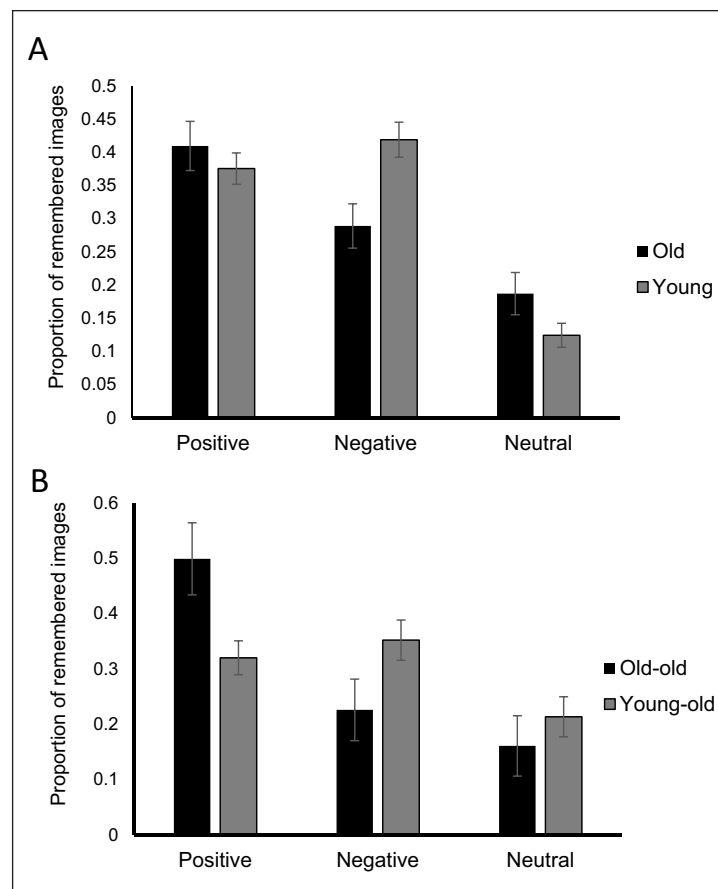 A
Proportion of remembered images
0.5
0.45
0.4
0.35
0.3
0.25
0.2
0.15
0.1
0.05
0
Positive Negative Neutral
Old
Young
B
Proportion of remembered images
0.6
0.5
0.4
0.3
0.2
0.1
0
Positive Negative Neutral
Old-old
Young-old